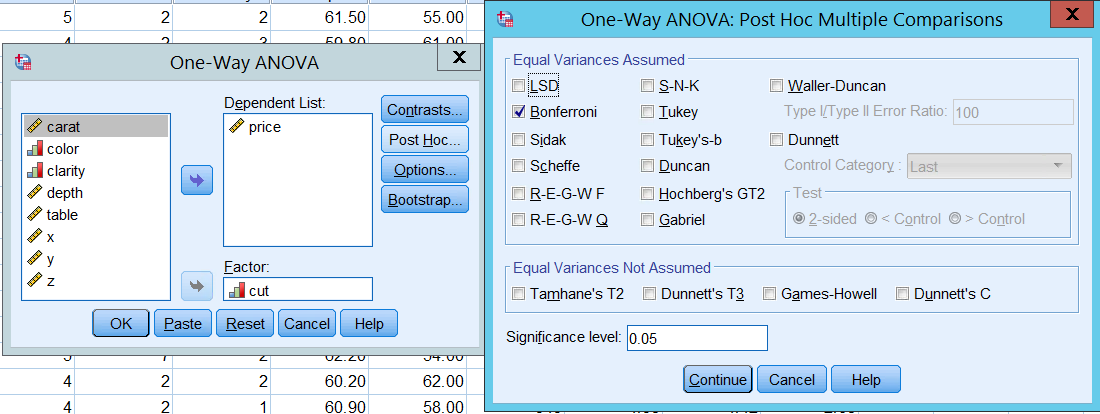 5 2 2 61.50 55.00
One-Way ANOVA
X
carat
color
clarity
depth
table
x
y
z
Dependent List:
price
Factor:
cut
Contrasts...
Post Hoc...
Options...
Bootstrap...
OK Paste Reset Cancel Help
4 2 2 60.20 62.00
4 2 1 60.90 58.00
One-Way ANOVA: Post Hoc Multiple Comparisons
X
Equal Variances Assumed
LSD S-N-K Waller-Duncan
Bonferroni Tukey Type I/Type II Error Ratio: 100
Sidak Tukey's-b Dunnett
Scheffe Duncan Control Category : Last
R-E-G-W F Hochberg's GT2 Test
R-E-G-W Q Gabriel 2-sided < Control > Control
Equal Variances Not Assumed
Tamhane's T2 Dunnett's T3 Games-Howell Dunnett's C
Significance level: 0.05
Continue Cancel Help